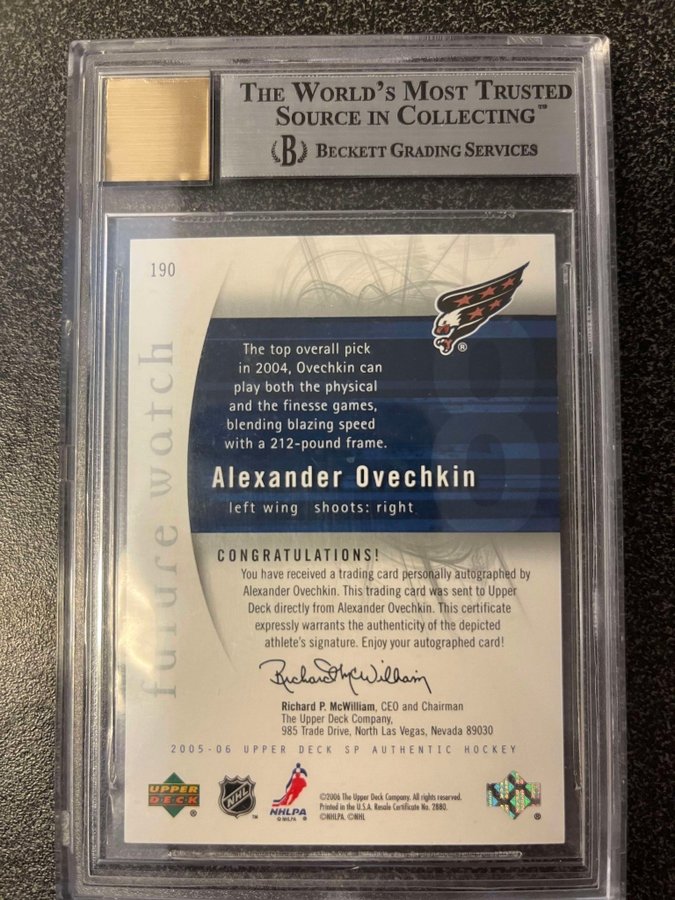 THE WORLD'S MOST TRUSTED
SOURCE IN COLLECTING™
B BECKETT GRADING SERVICES
190
future watch
The top overall pick
in 2004, Ovechkin can
play both the physical
and the finesse games,
blending blazing speed
with a 212-pound frame.
8
Alexander Ovechkin
left wing shoots: right
CONGRATULATIONS!
You have received a trading card personally autographed by
Alexander Ovechkin. This trading card was sent to Upper
Deck directly from Alexander Ovechkin. This certificate
expressly warrants the authenticity of the depicted
athlete's signature. Enjoy your autographed card!
Richard P. McWilliam
Richard P. McWilliam, CEO and Chairman
The Upper Deck Company,
985 Trade Drive, North Las Vegas, Nevada 89030
2005-06 UPPER DECK SP AUTHENTIC HOCKEY
UPPER
DECK
®
NHL
™
NHLPA
© NHLPA ®
©2006 The Upper Deck Company. All rights reserved.
Printed in the U.S.A. Resale Certificate No. 2880.
©NHLPA. ©NHL
®